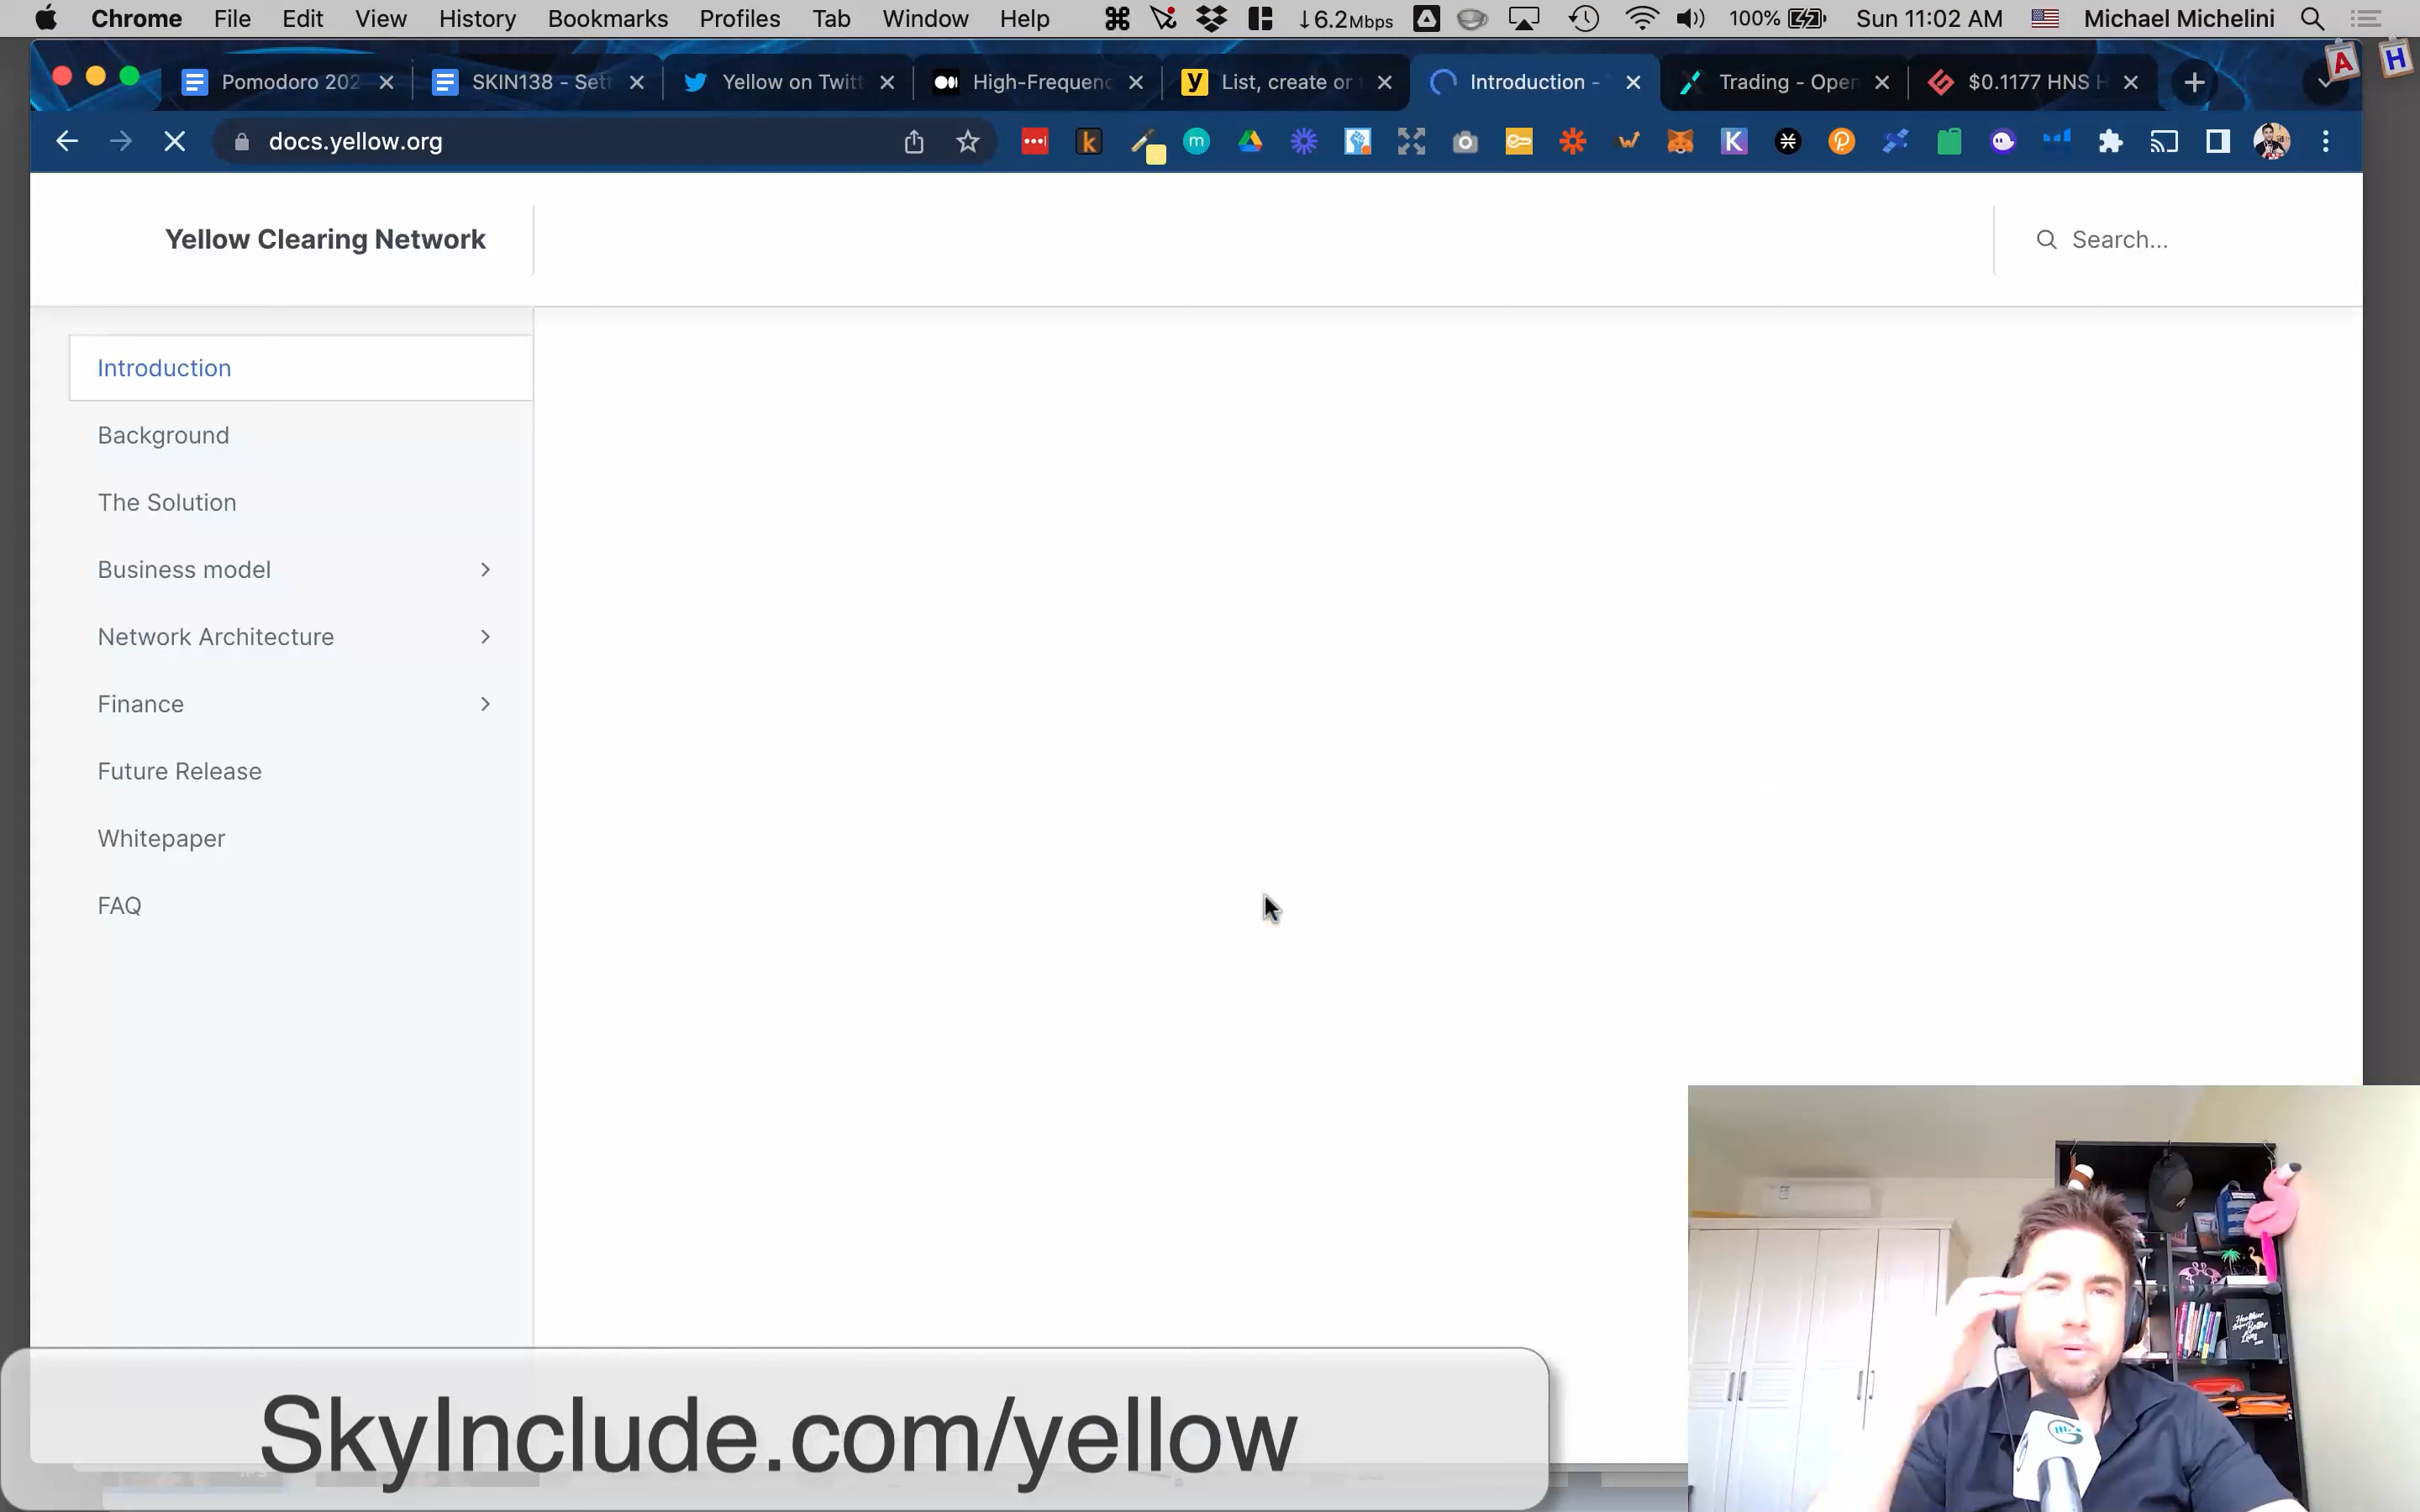 Chrome File Edit View History Bookmarks Profiles Tab Window Help ↓6.2Mbps 100% Sun 11:02 AM Michael Michelini
Pomodoro 202 SKIN138 - Sett Yellow on Twitt High-Frequenc List, create or Introduction - Trading - Open $0.1177 HNS H
A H
docs.yellow.org
Yellow Clearing Network Search...
Introduction
Background
The Solution
Business model
Network Architecture
Finance
Future Release
Whitepaper
FAQ
SkyInclude.com/yellow